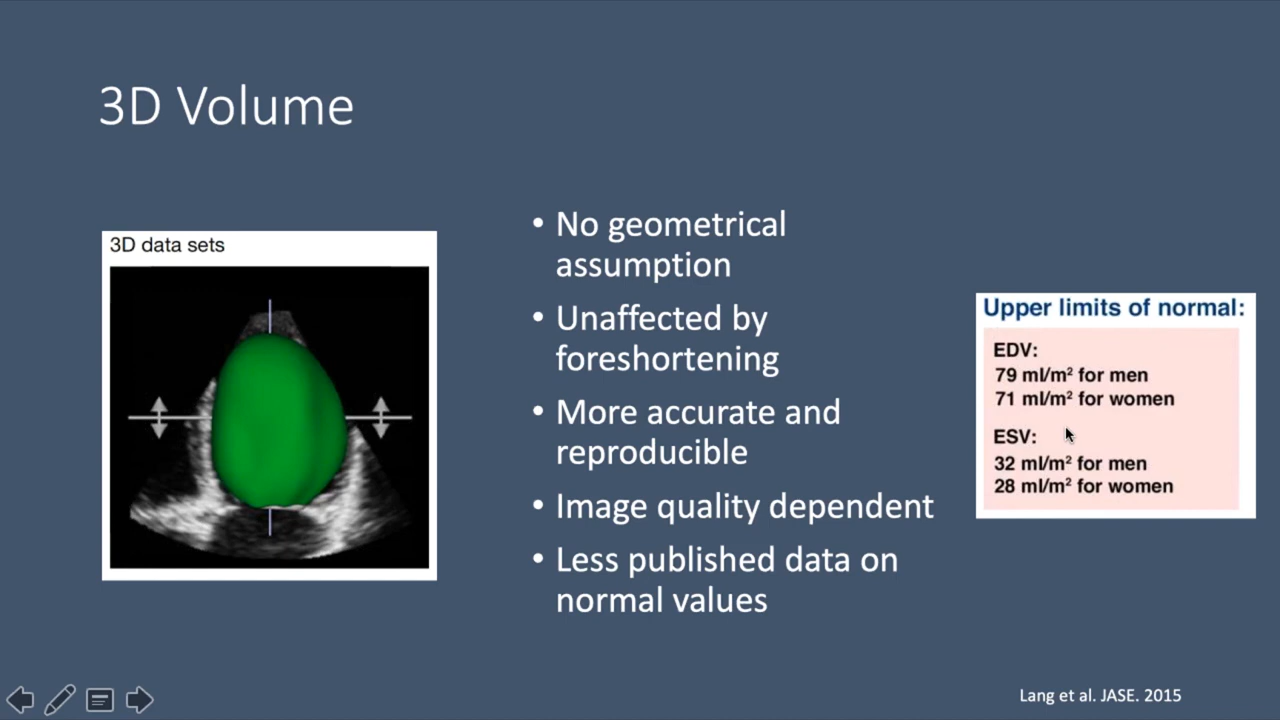 3D Volume
3D data sets
• No geometrical
assumption
• Unaffected by
foreshortening
• More accurate and
reproducible
• Image quality dependent
• Less published data on
normal values
Upper limits of normal:
EDV:
79 ml/m² for men
71 ml/m² for women
ESV:
32 ml/m² for men
28 ml/m² for women
Lang et al. JASE. 2015